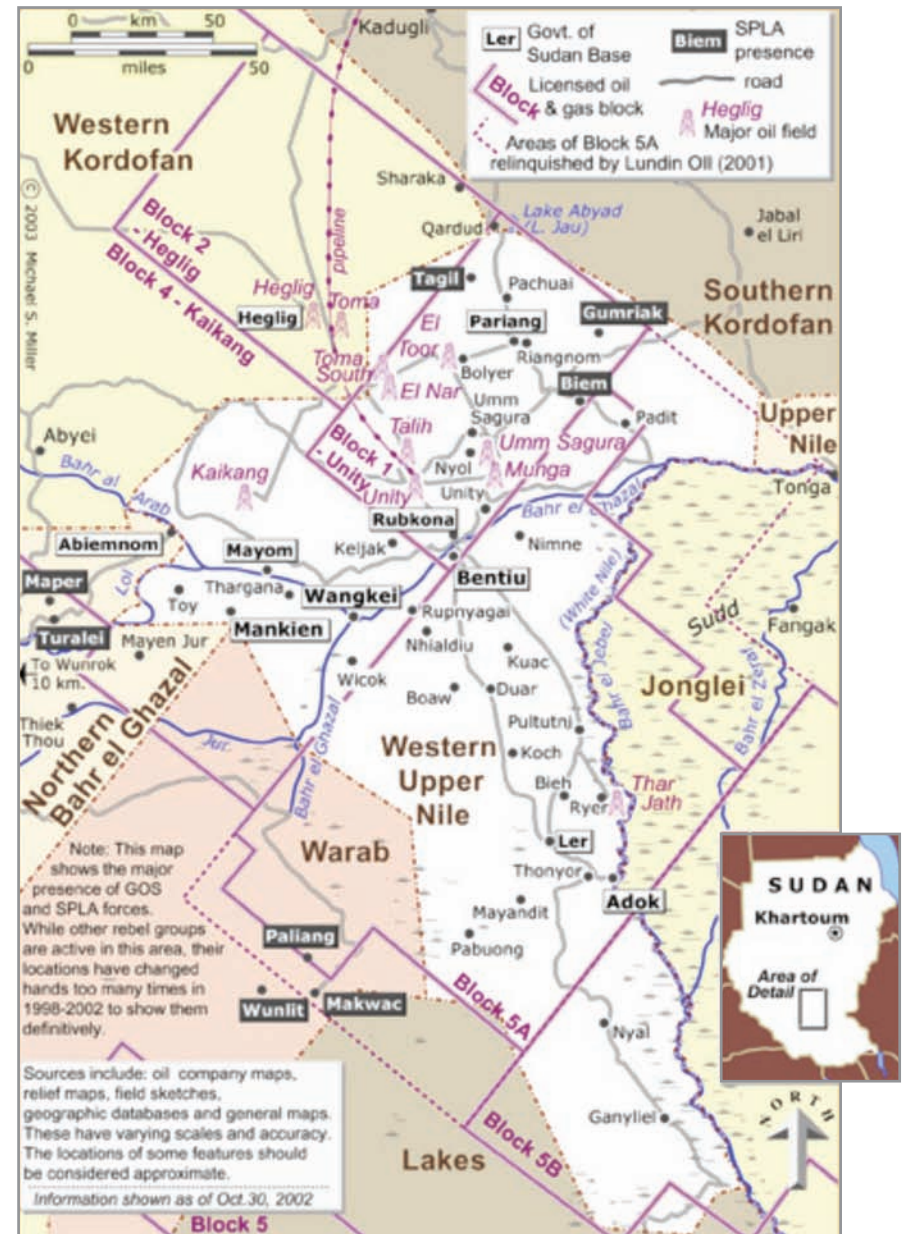 0 km 50
0 miles 50
Kadugli
Ler Govt. of
Sudan Base
Biem SPLA
presence
Block Licensed oil
& gas block
road
Heglig
Major oil field
Areas of Block 5A
relinquished by Lundin OIl (2001)
Western
Kordofan
© 2003 Michael S. Miller
Sharaka
Qardud
Lake Abyad
(L. Jau)
Jabal
el Liri
Block 2
- Heglig
Block 4 - Kaikang
pipeline
Southern
Kordofan
Tagil
Pachuai
Gumriak
Heglig
Toma
Heglig
Pariang
El
Toor
Riangnom
Toma
South
Bolyer
El Nar
Biem
Umm
Sagura
Padit
Upper
Nile
Talih
Umm Sagura
Abyei
Block 1
- Unity
Nyol
Munga
Kaikang
Bahr al Arab
Unity
Unity
Bahr el Ghazal
Tonga
Rubkona
Abiemnom
Mayom
Keljak
Nimne
Bentiu
Maper
Lol
Thargana
Toy
Wangkei
Rupnyagai
(White Nile)
Sudd
Fangak
Turalei
Mayen Jur
Mankien
Nhialdiu
To Wunrok
10 km.
Kuac
Wicok
Boaw
Duar
Jonglei
Bahr el Jebel
Bahr el Zeraf
Thiek
Thou
Northern
Bahr el Ghazal
Jur
Bahr el Ghazal
Pultutni
Western
Upper
Nile
Koch
Bieh
Ryer
Thar
Jath
Note: This map
shows the major
presence of GOS
and SPLA forces.
While other rebel groups
are active in this area, their
locations have changed
hands too many times in
1998-2002 to show them
definitively.
Warab
Ler
Thonyor
Adok
Mayandit
Pabuong
Paliang
Wunlit
Makwac
Block 5A
Nyal
SUDAN
Khartoum
Area of
Detail
Sources include: oil company maps,
relief maps, field sketches,
geographic databases and general maps.
These have varying scales and accuracy.
The locations of some features should
be considered approximate.
Information shown as of Oct.30, 2002
Ganyliel
NORTH
Lakes
Block 5B
Block 5